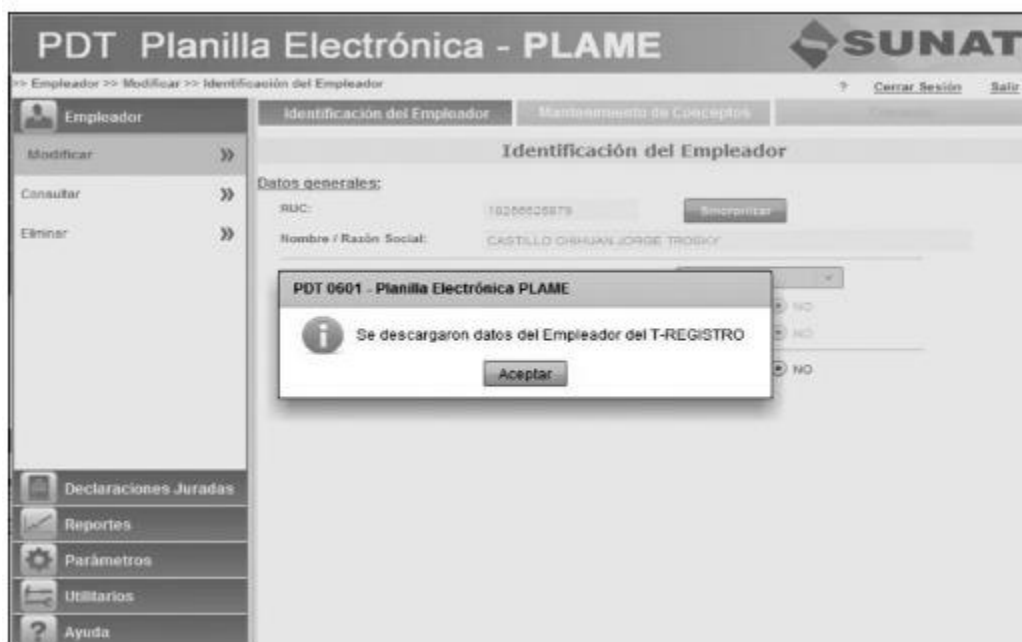 PDT Planilla Electrónica - PLAME
SUNAT
>> Empleador >> Modificar >> Identificación del Empleador
? Cerrar Sesión Salir
Empleador
Identificación del Empleador
Mantenimiento de Conceptos
Modificar »
Identificación del Empleador
Consultar »
Datos generales:
RUC:
Sincronizar
Eliminar »
Nombre / Razón Social:
CASTILLO CHIHUAN JORGE TROSKY
PDT 0601 - Planilla Electrónica PLAME
NO
i Se descargaron datos del Empleador del T-REGISTRO
NO
Aceptar
NO
Declaraciones Juradas
Reportes
Parámetros
Utilitarios
? Ayuda